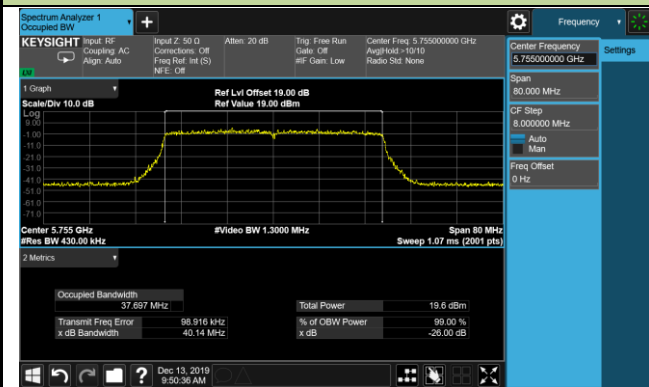 Spectrum Analyzer 1
Occupied BW
Frequency
KEYSIGHT
Input: RF
Coupling: AC
Align: Auto
Input Z: 50 Ω
Corrections: Off
Freq Ref: Int (S)
NFE: Off
Atten: 20 dB
Trig: Free Run
Gate: Off
#IF Gain: Low
Center Freq: 5.755000000 GHz
Avg|Hold:>10/10
Radio Std: None
1 Graph
Scale/Div 10.0 dB
Ref Lvl Offset 19.00 dB
Ref Value 19.00 dBm
Log
9.00
-1.00
-11.0
-21.0
-31.0
-41.0
-51.0
-61.0
-71.0
Center 5.755 GHz
#Res BW 430.00 kHz
#Video BW 1.3000 MHz
Span 80 MHz
Sweep 1.07 ms (2001 pts)
2 Metrics
Occupied Bandwidth
37.697 MHz
Total Power 19.6 dBm
Transmit Freq Error 98.916 kHz
% of OBW Power 99.00 %
x dB Bandwidth 40.14 MHz
x dB -26.00 dB
Center Frequency
5.755000000 GHz
Settings
Span
80.000 MHz
CF Step
8.000000 MHz
Auto
Man
Freq Offset
0 Hz
Dec 13, 2019
9:50:36 AM